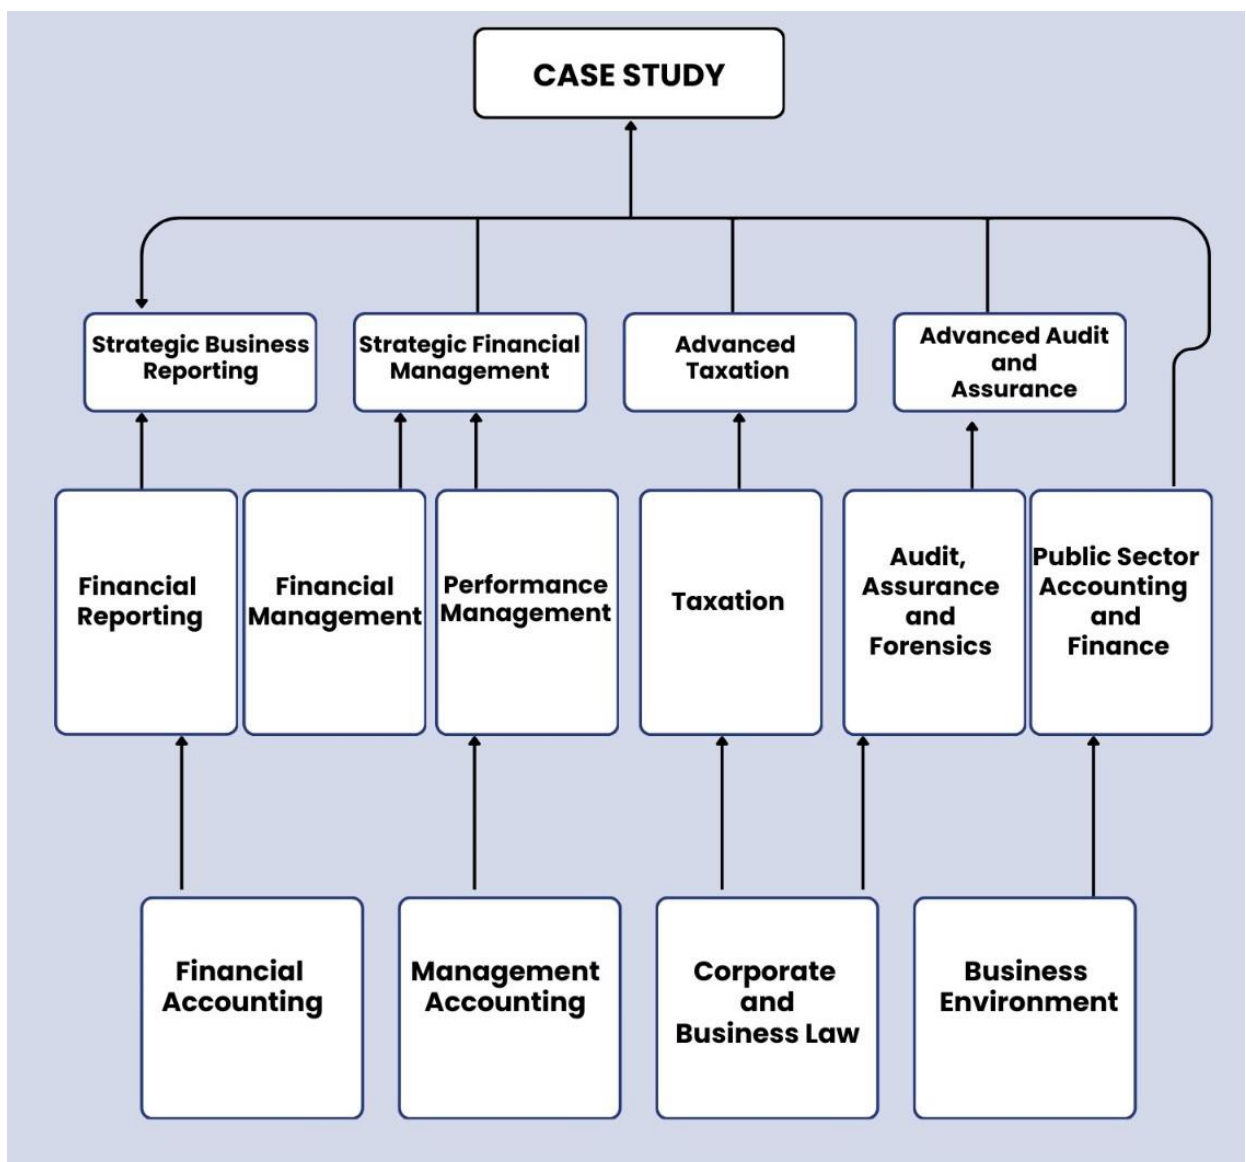 CASE STUDY
Strategic Business
Reporting
Strategic Financial
Management
Advanced
Taxation
Advanced Audit
and
Assurance
Financial
Reporting
Financial
Management
Performance
Management
Taxation
Audit,
Assurance
and
Forensics
Public Sector
Accounting
and
Finance
Financial
Accounting
Management
Accounting
Corporate
and
Business Law
Business
Environment